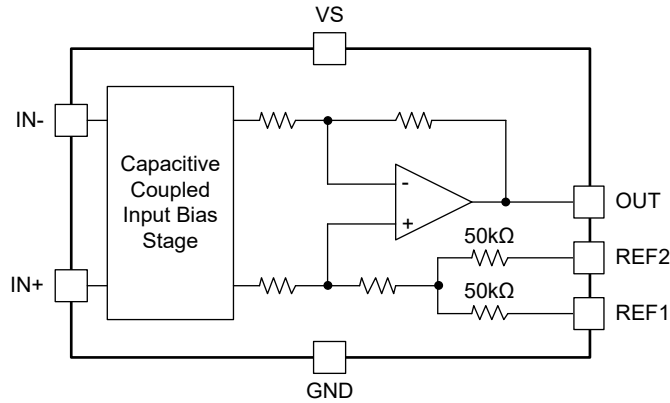 VS
IN-
Capacitive
Coupled
Input Bias
Stage
-
+
OUT
50kΩ
REF2
IN+
50kΩ
REF1
GND